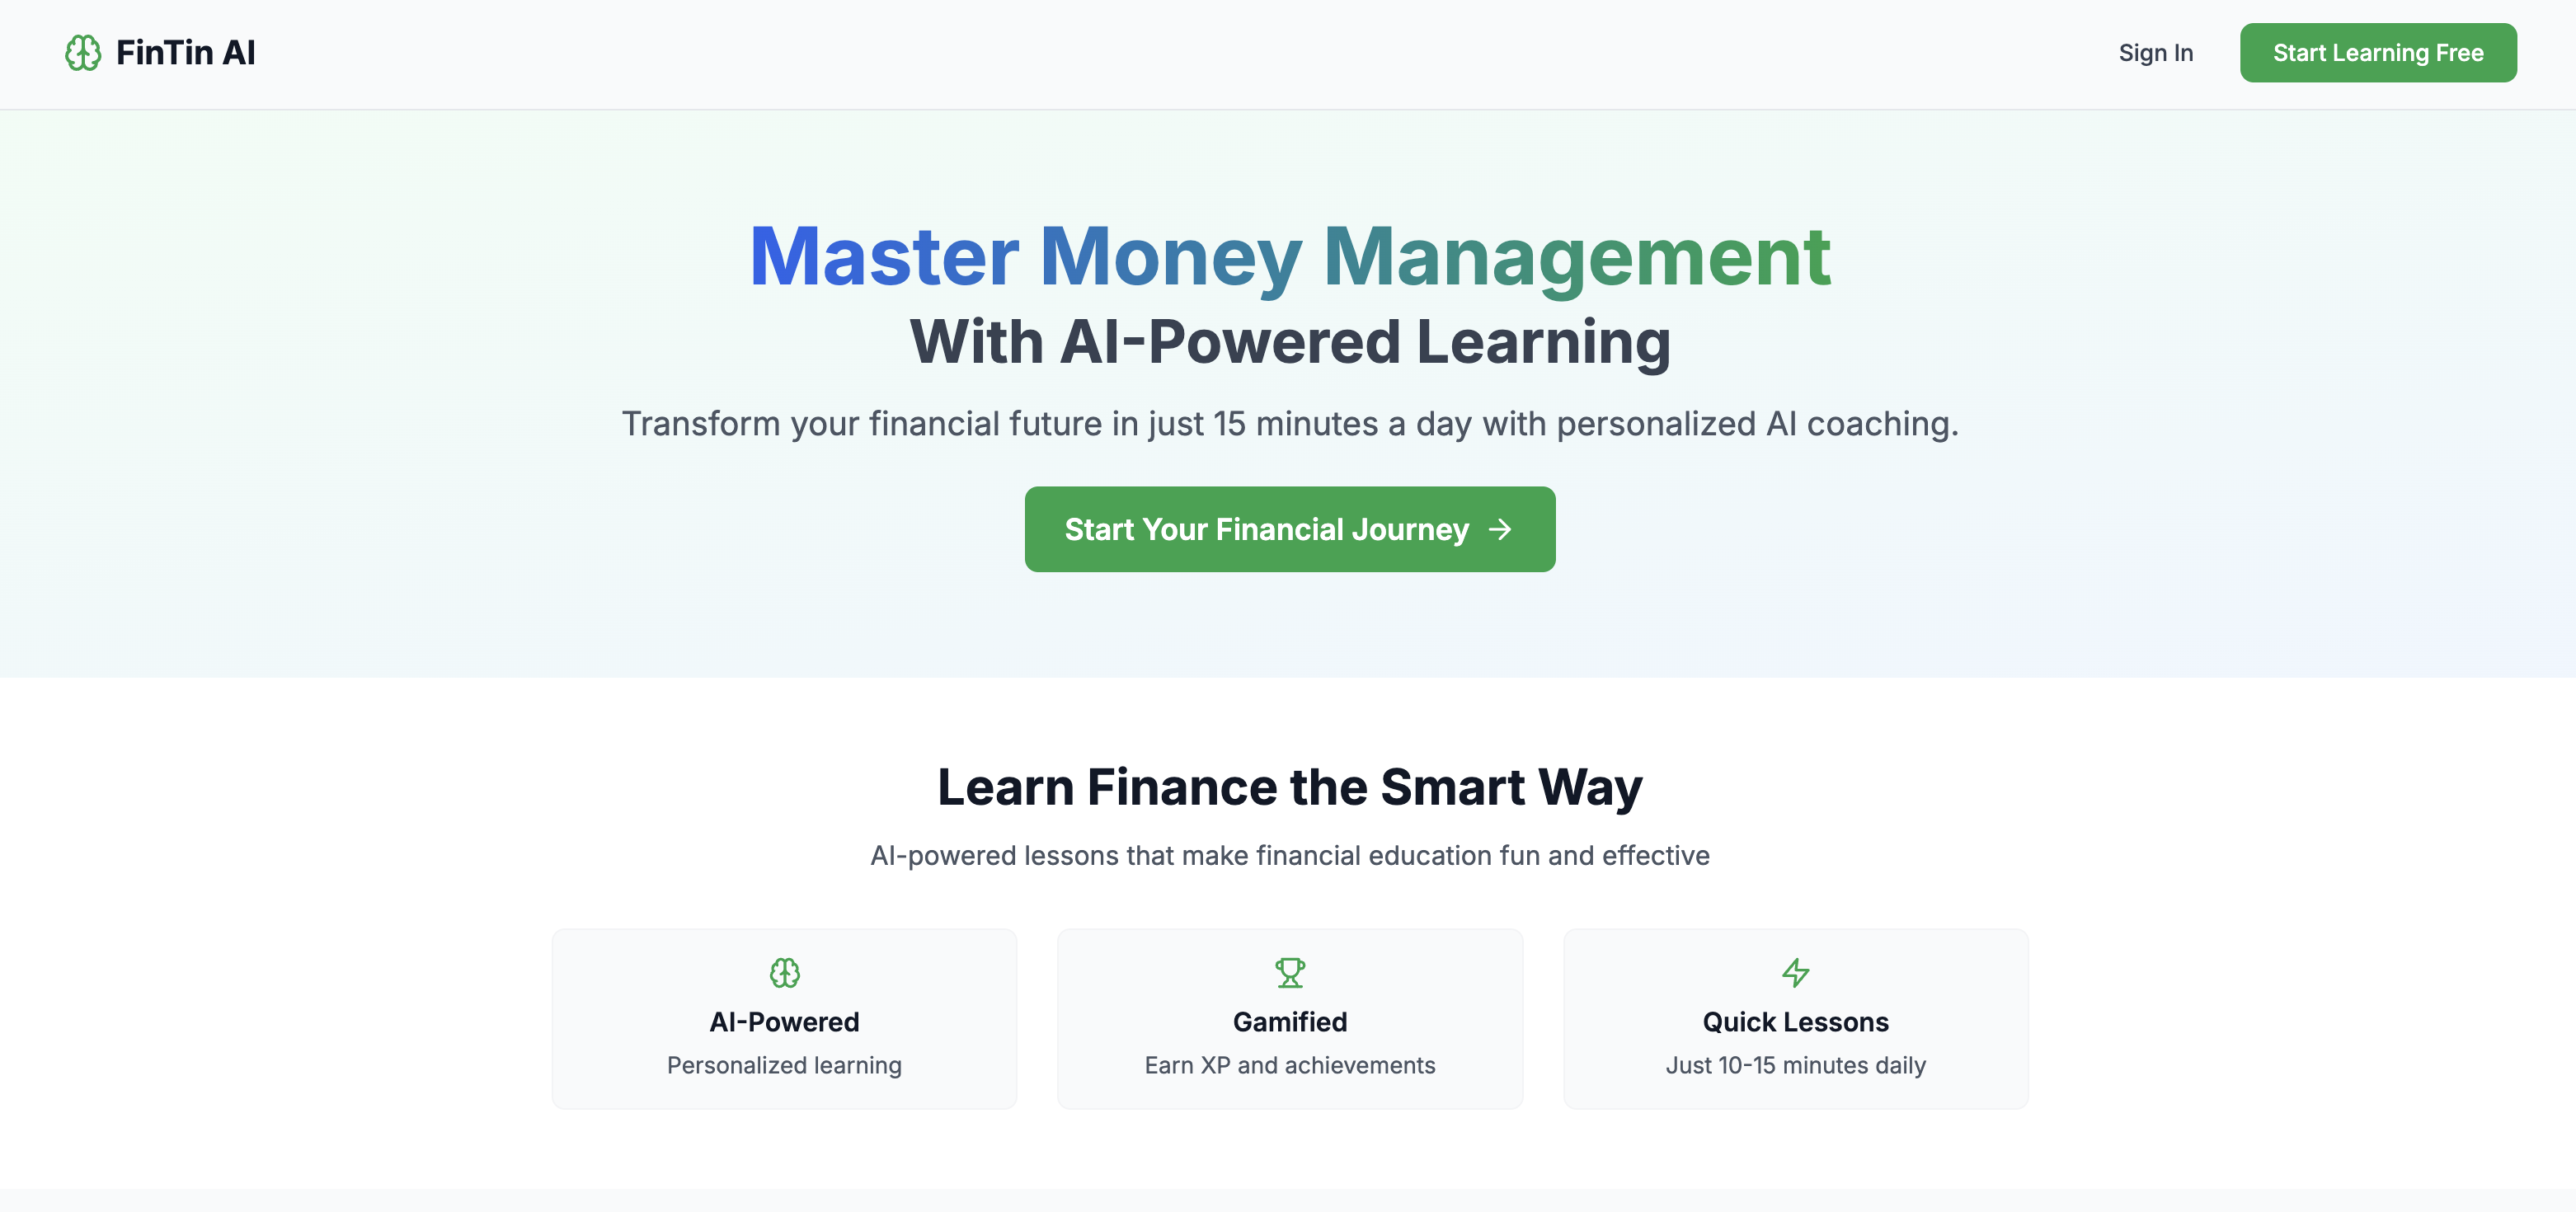 FinTin AI
Sign In
Start Learning Free
Master Money Management
With AI-Powered Learning
Transform your financial future in just 15 minutes a day with personalized AI coaching.
Start Your Financial Journey →
Learn Finance the Smart Way
AI-powered lessons that make financial education fun and effective
AI-Powered
Personalized learning
Gamified
Earn XP and achievements
Quick Lessons
Just 10-15 minutes daily